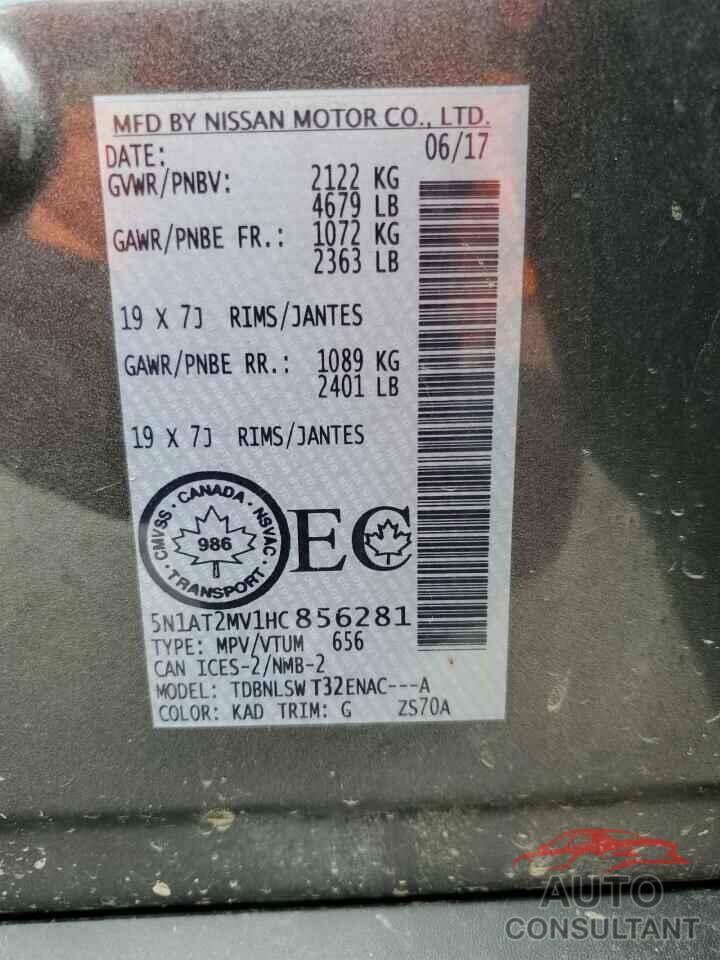 MFD BY NISSAN MOTOR CO., LTD.
DATE: 06/17
GVWR/PNBV: 2122 KG
4679 LB
GAWR/PNBE FR.: 1072 KG
2363 LB
19 X 7J RIMS/JANTES
GAWR/PNBE RR.: 1089 KG
2401 LB
19 X 7J RIMS/JANTES
CMVSS · CANADA · NSVAC
986
TRANSPORT
EC
5N1AT2MV1HC856281
TYPE: MPV/VTUM 656
CAN ICES-2/NMB-2
MODEL: TDBNLSW T32ENAC---A
COLOR: KAD TRIM: G ZS70A
AUTO
CONSULTANT